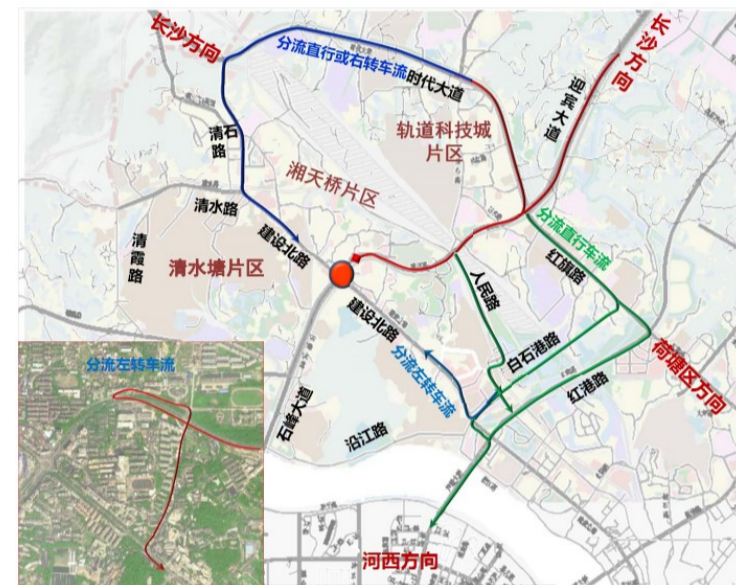 长沙方向
分流直行或右转车流
时代大道
长沙方向
迎宾大道
轨道科技城
片区
清石路
湘天桥片区
清水路
分流直行车流
红旗路
清霞路
清水塘片区
建设北路
人民路
建设北路
白石港路
荷塘区方向
分流左转车流
分流左转车流
红港路
石峰大道
沿江路
河西方向